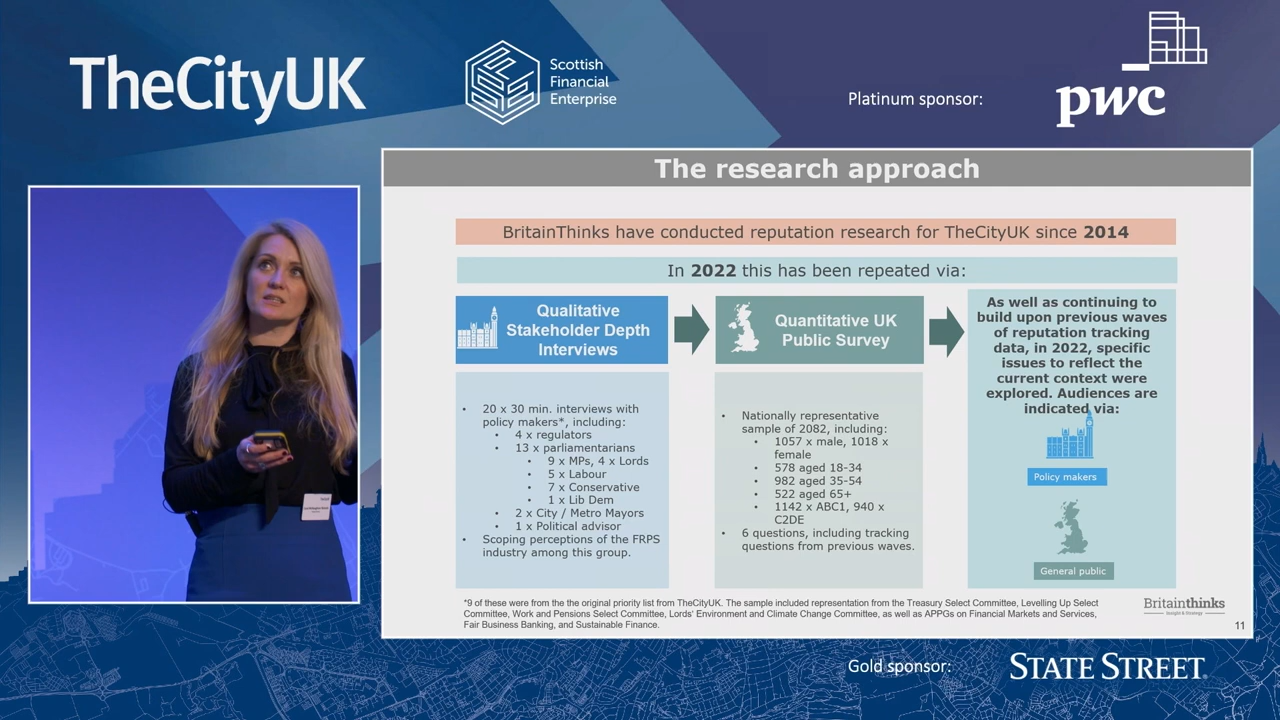 TheCityUK
Scottish
Financial
Enterprise
Platinum sponsor:
pwc
The research approach
BritainThinks have conducted reputation research for TheCityUK since 2014
In 2022 this has been repeated via:
Qualitative
Stakeholder Depth
Interviews
Quantitative UK
Public Survey
As well as continuing to
build upon previous waves
of reputation tracking
data, in 2022, specific
issues to reflect the
current context were
explored. Audiences are
indicated via:
Policy makers
General public
• 20 x 30 min. interviews with
policy makers*, including:
• 4 x regulators
• 13 x parliamentarians
• 9 x MPs, 4 x Lords
• 5 x Labour
• 7 x Conservative
• 1 x Lib Dem
• 2 x City / Metro Mayors
• 1 x Political advisor
• Scoping perceptions of the FRPS
industry among this group.
• Nationally representative
sample of 2082, including:
• 1057 x male, 1018 x
female
• 578 aged 18-34
• 982 aged 35-54
• 522 aged 65+
• 1142 x ABC1, 940 x
C2DE
• 6 questions, including tracking
questions from previous waves.
*9 of these were from the the original priority list from TheCityUK. The sample included representation from the Treasury Select Committee, Levelling Up Select
Committee, Work and Pensions Select Committee, Lords' Environment and Climate Change Committee, as well as APPGs on Financial Markets and Services,
Fair Business Banking, and Sustainable Finance.
Britainthinks
Insight & Strategy
11
Gold sponsor:
STATE STREET